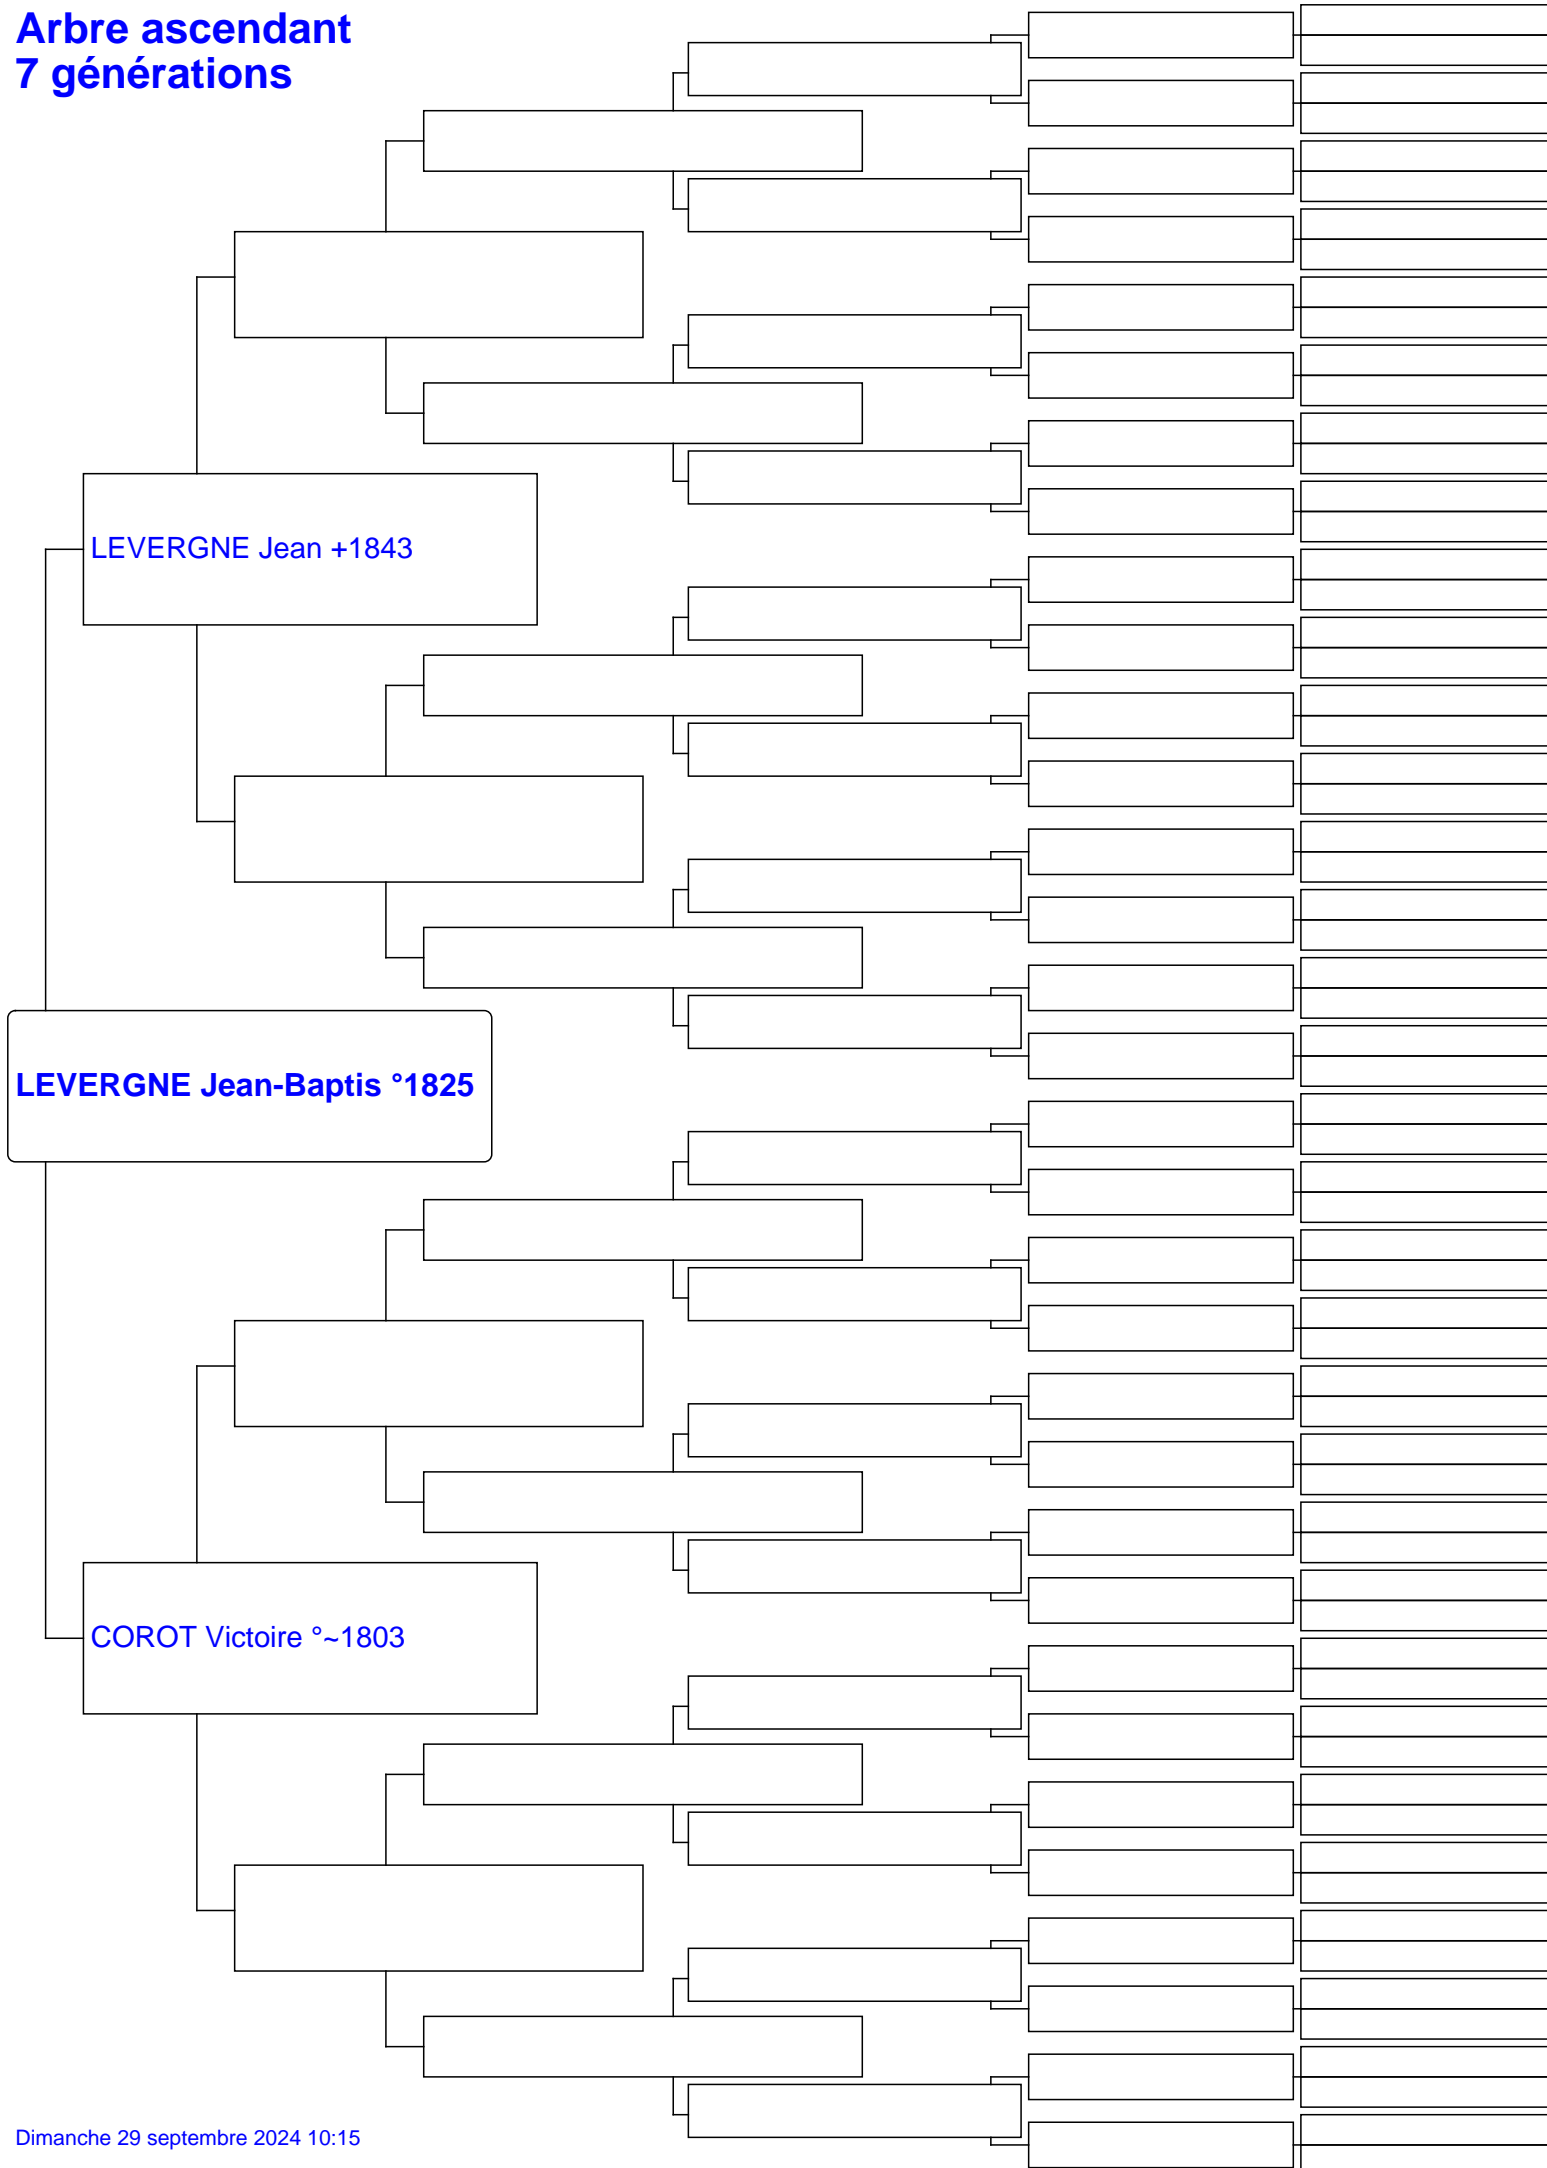 Arbre ascendant
7 générations
LEVERGNE Jean +1843
LEVERGNE Jean-Baptis °1825
COROT Victoire °~1803
Dimanche 29 septembre 2024 10:15